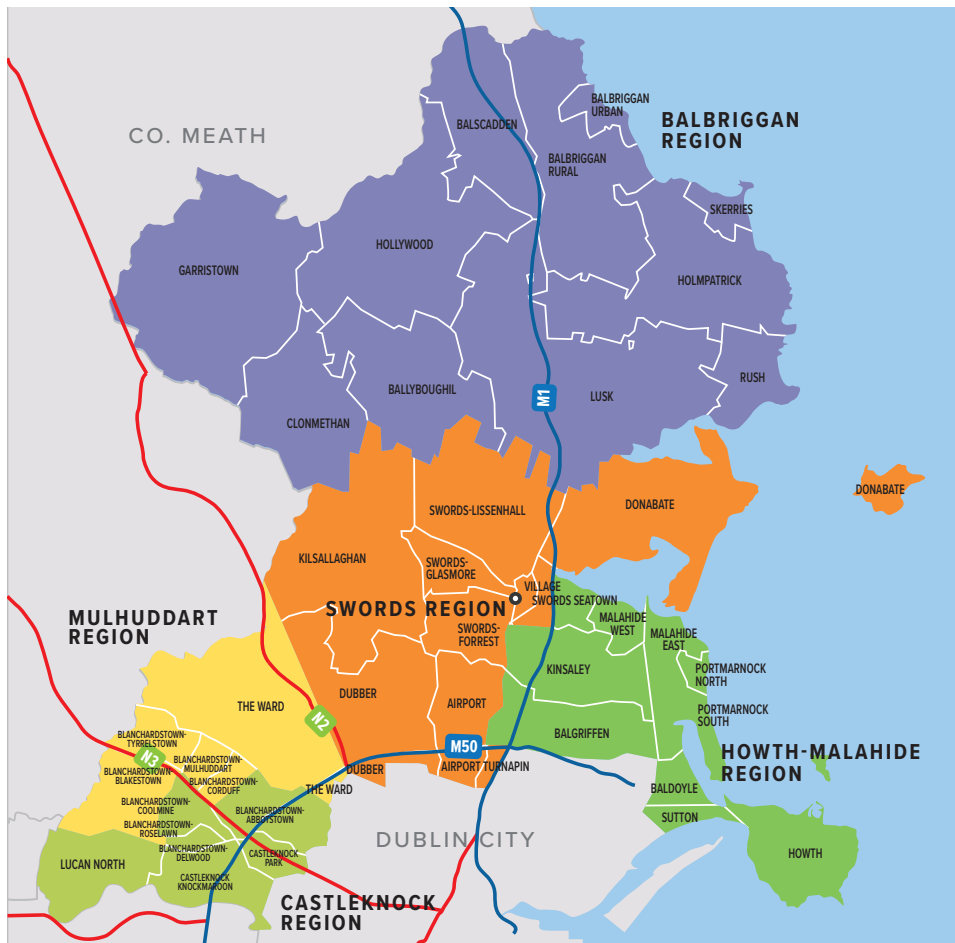 BALBRIGGAN
URBAN
BALSCADDEN
BALBRIGGAN
REGION
CO. MEATH
BALBRIGGAN
RURAL
SKERRIES
HOLLYWOOD
GARRISTOWN
HOLMPATRICK
RUSH
BALLYBOUGHIL
M1
LUSK
CLONMETHAN
DONABATE
DONABATE
SWORDS-LISSENHALL
KILSALLAGHAN
SWORDS-
GLASMORE
VILLAGE
SWORDS SEATOWN
SWORDS REGION
MULHUDDART
REGION
MALAHIDE
WEST
SWORDS-
FORREST
MALAHIDE
EAST
KINSALEY
PORTMARNOCK
NORTH
DUBBER
AIRPORT
THE WARD
PORTMARNOCK
SOUTH
N2
BALGRIFFEN
BLANCHARDSTOWN-
TYRRELSTOWN
M50
HOWTH-MALAHIDE
REGION
N3
BLANCHARDSTOWN-
MULHUDDART
DUBBER
AIRPORT
TURNAPIN
BLANCHARDSTOWN
BLAKESTOWN
BLANCHARDSTOWN-
CORDUFF
THE WARD
BALDOYLE
BLANCHARDSTOWN-
COOLMINE
BLANCHARDSTOWN-
ABBOTSTOWN
SUTTON
BLANCHARDSTOWN-
ROSELAWN
DUBLIN CITY
BLANCHARDSTOWN-
DELWOOD
CASTLEKNOCK
PARK
HOWTH
LUCAN NORTH
CASTLEKNOCK
KNOCKMAROON
CASTLEKNOCK
REGION